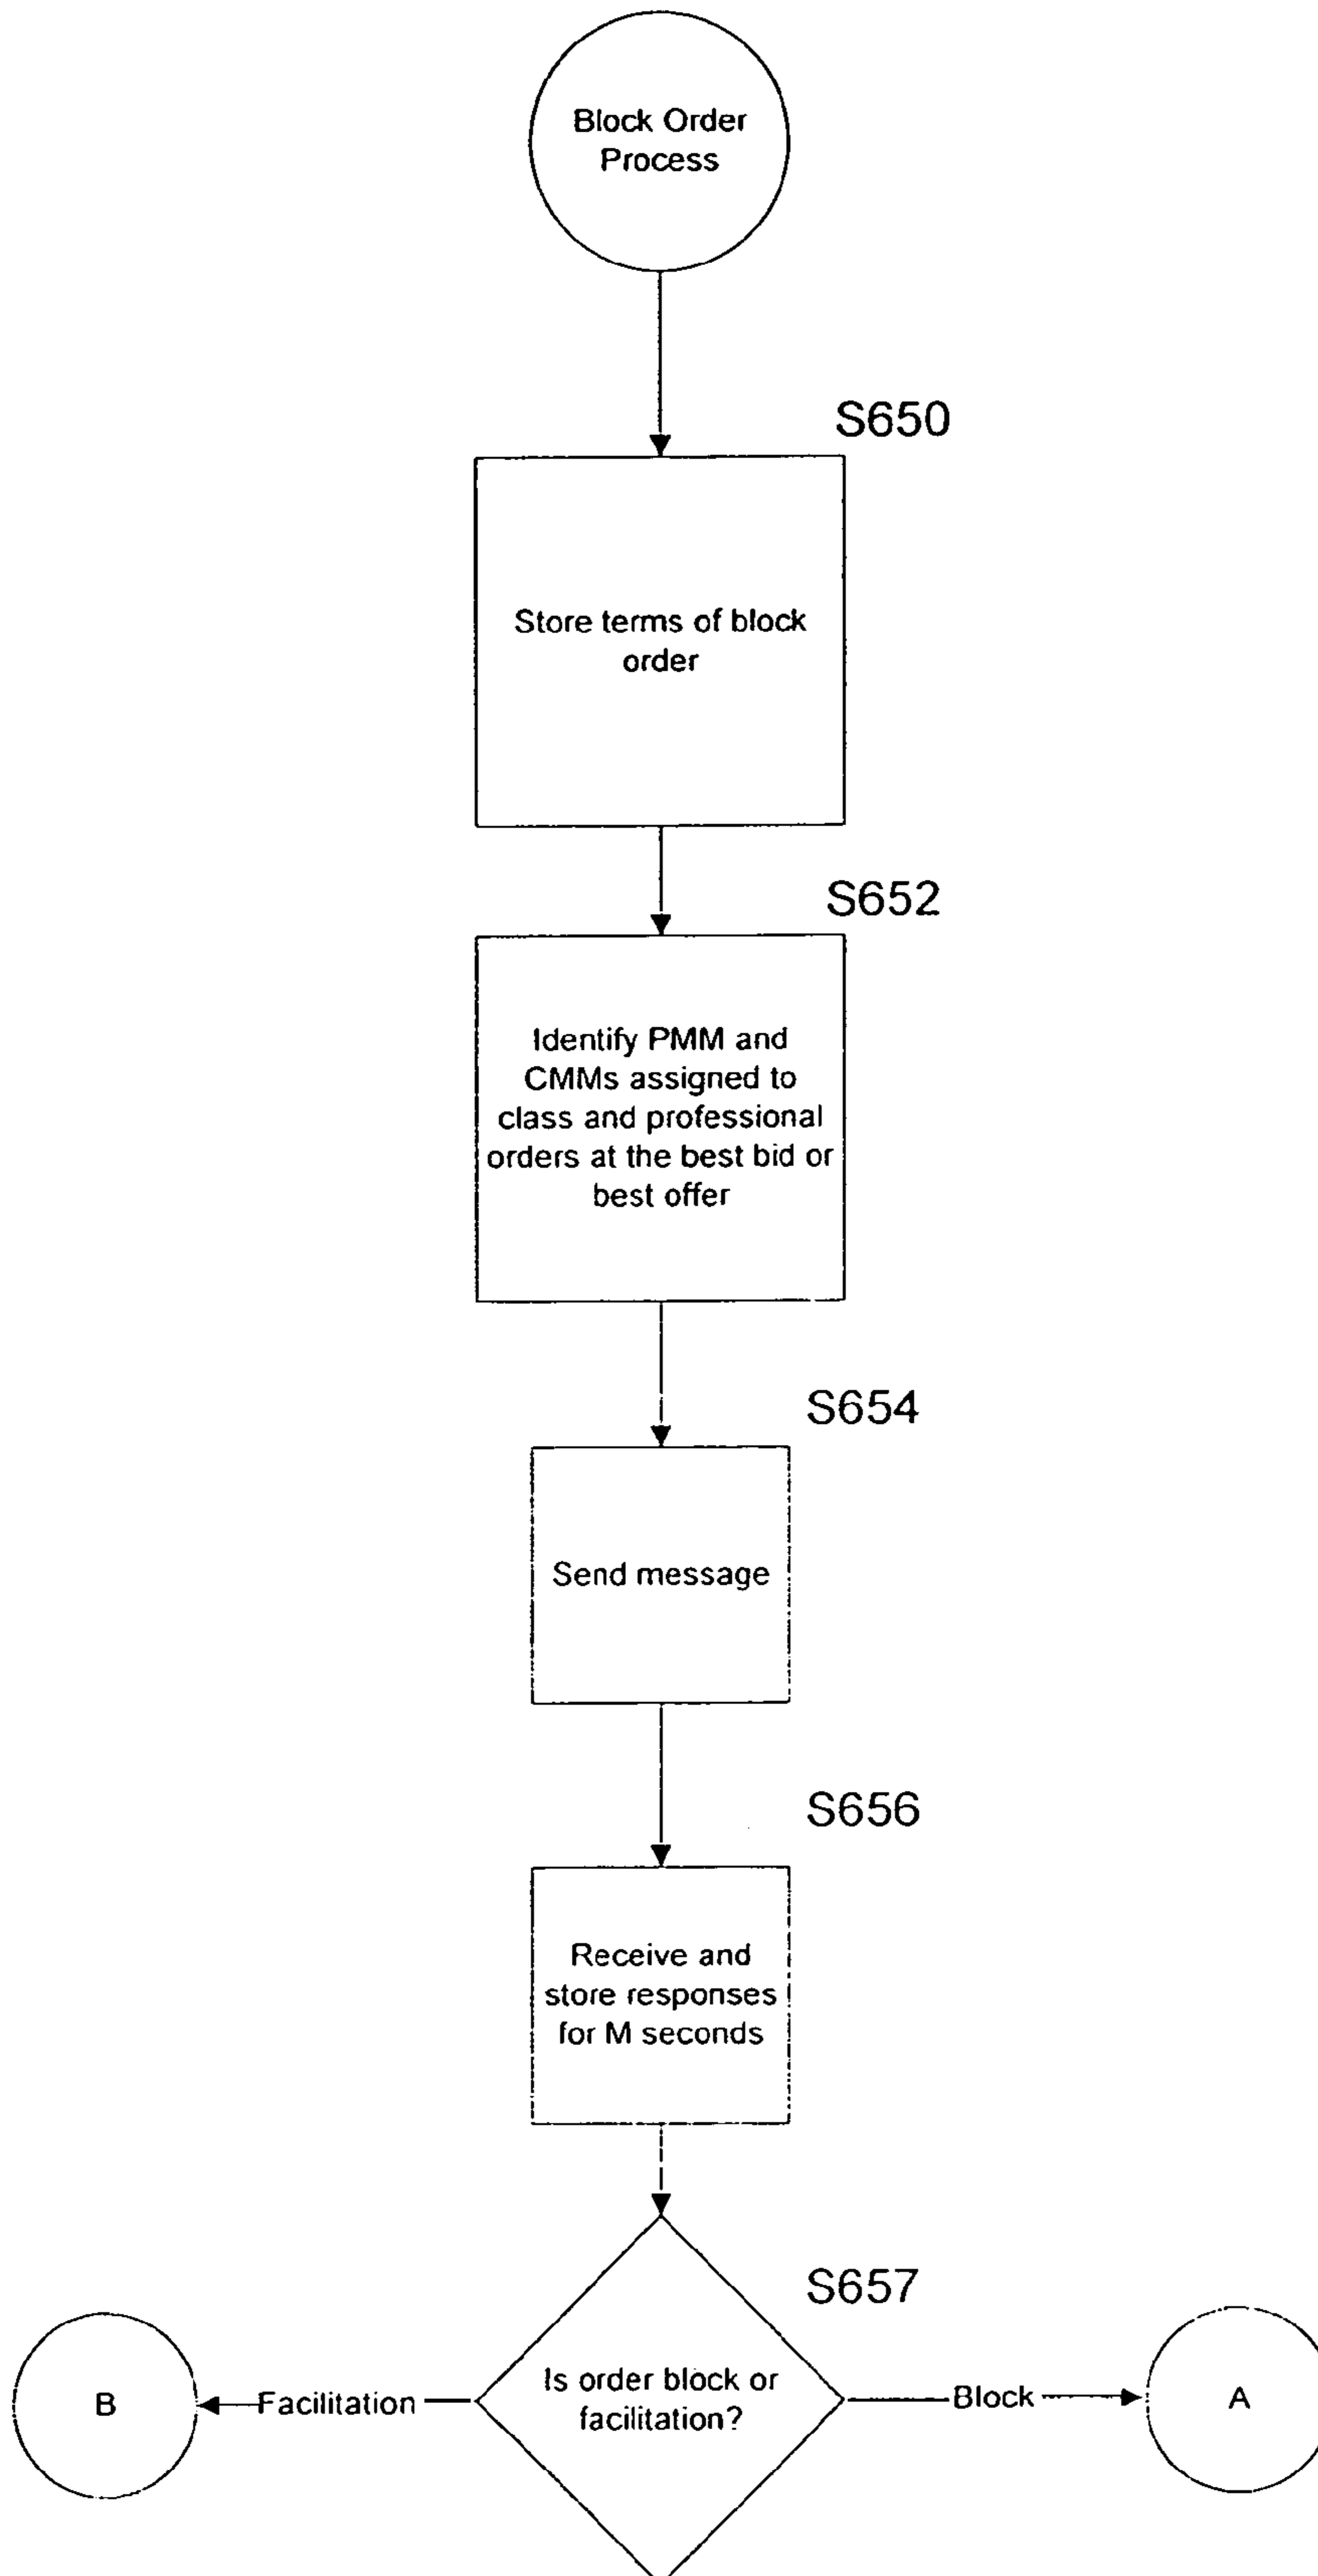 Block Order
Process
S650
Store terms of block
order
S652
Identify PMM and
CMMs assigned to
class and professional
orders at the best bid or
best offer
S654
Send message
S656
Receive and
store responses
for M seconds
S657
Is order block or
facilitation?
B
Facilitation
Block
A